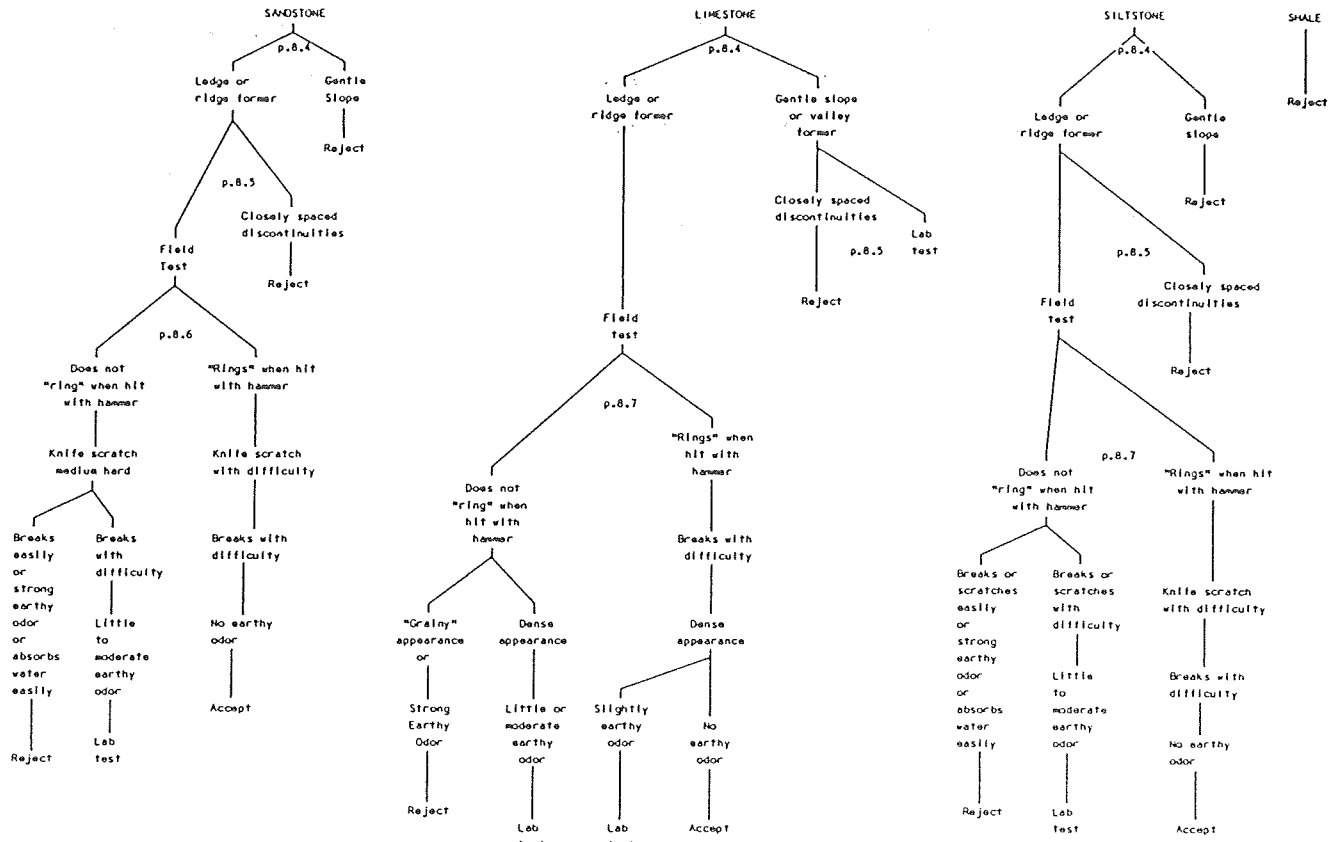 SANDSTONE
p.8.4
Ledge or
ridge former
Gentle
Slope
Reject
p.8.5
Closely spaced
discontinuities
Reject
Field
Test
p.8.6
Does not
"ring" when hit
with hammer
"Rings" when hit
with hammer
Knife scratch
medium hard
Knife scratch
with difficulty
Breaks
easily
or
strong
earthy
odor
or
absorbs
water
easily
Reject
Breaks
with
difficulty
Little
to
moderate
earthy
odor
Lab
test
Breaks with
difficulty
No earthy
odor
Accept
LIMESTONE
p.8.4
Ledge or
ridge former
Gentle slope
or valley
former
Closely spaced
discontinuities
p.8.5
Lab
test
Reject
Field
test
p.8.7
Does not
"ring" when
hit with
hammer
"Rings" when
hit with
hammer
Breaks with
difficulty
"Grainy"
appearance
or
Strong
Earthy
Odor
Reject
Dense
appearance
Little or
moderate
earthy
odor
Lab
Dense
appearance
Slightly
earthy
odor
Lab
No
earthy
odor
Accept
SILTSTONE
p.8.4
Ledge or
ridge former
Gentle
slope
Reject
p.8.5
Closely spaced
discontinuities
Reject
Field
test
p.8.7
Does not
"ring" when hit
with hammer
"Rings" when hit
with hammer
Breaks or
scratches
easily
or
strong
earthy
odor
or
absorbs
water
easily
Reject
Breaks or
scratches
with
difficulty
Little
to
moderate
earthy
odor
Lab
test
Knife scratch
with difficulty
Breaks with
difficulty
No earthy
odor
Accept
SHALE
Reject